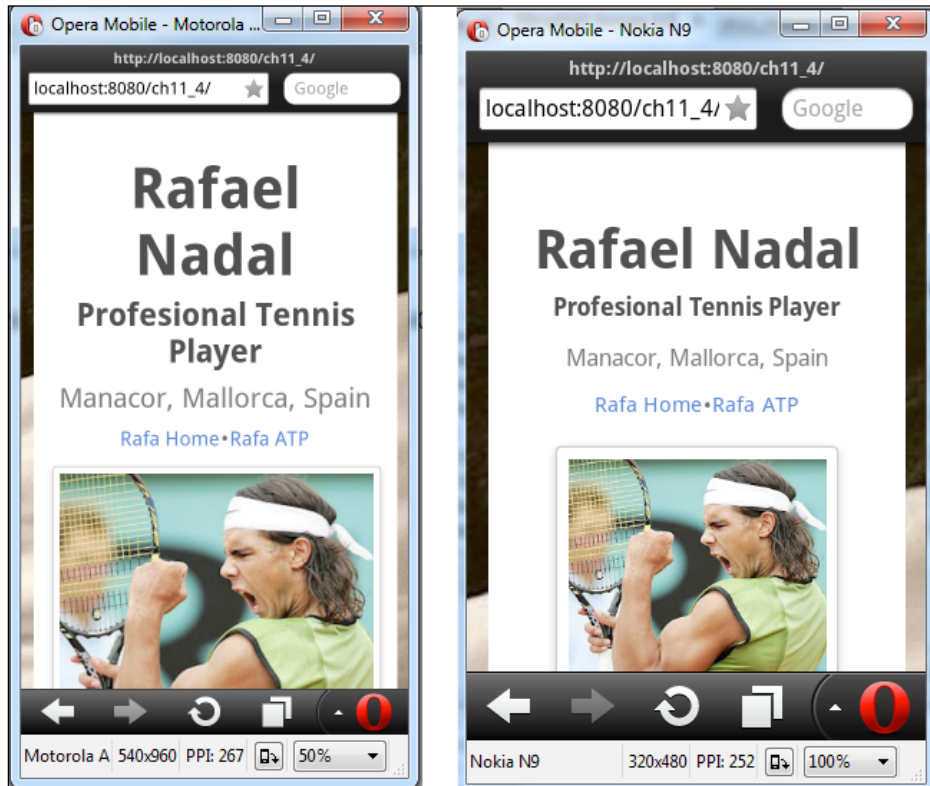 Opera Mobile - Motorola ...
http://localhost:8080/ch11_4/
localhost:8080/ch11_4/ Google
Rafael
Nadal
Profesional Tennis
Player
Manacor, Mallorca, Spain
Rafa Home•Rafa ATP
Motorola A 540x960 PPI: 267 50%
Opera Mobile - Nokia N9
http://localhost:8080/ch11_4/
localhost:8080/ch11_4/ Google
Rafael Nadal
Profesional Tennis Player
Manacor, Mallorca, Spain
Rafa Home•Rafa ATP
Nokia N9 320x480 PPI: 252 100%